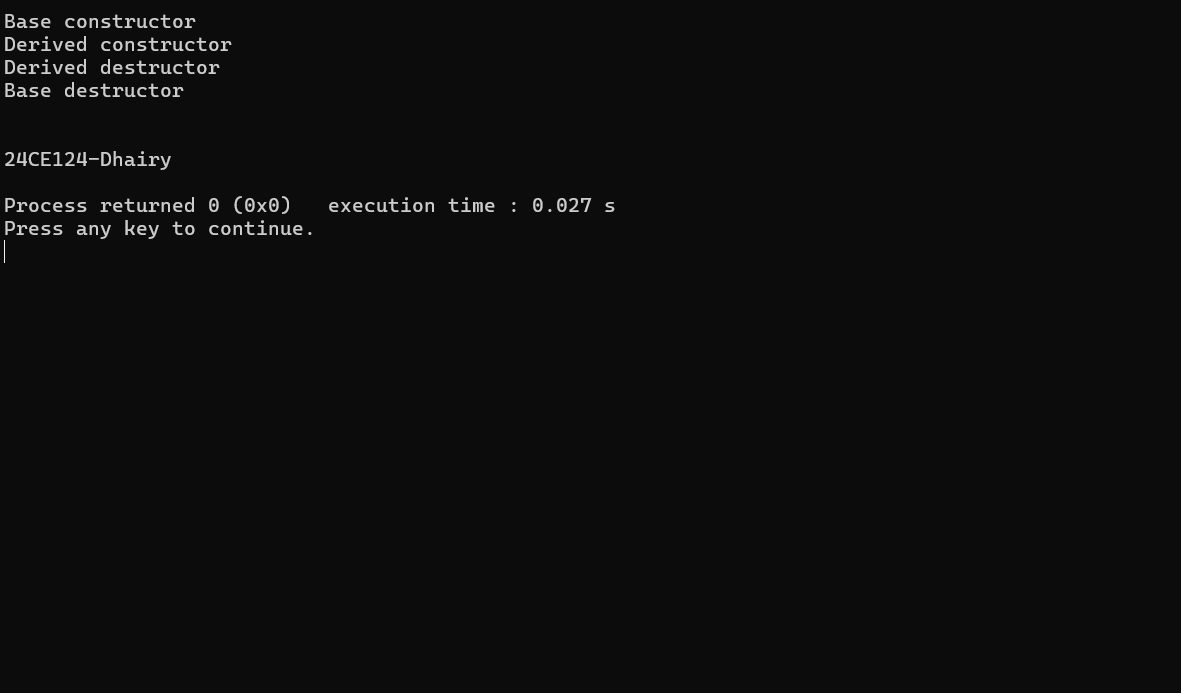 Base constructor
Derived constructor
Derived destructor
Base destructor
24CE124-Dhairy
Process returned 0 (0x0)   execution time : 0.027 s
Press any key to continue.